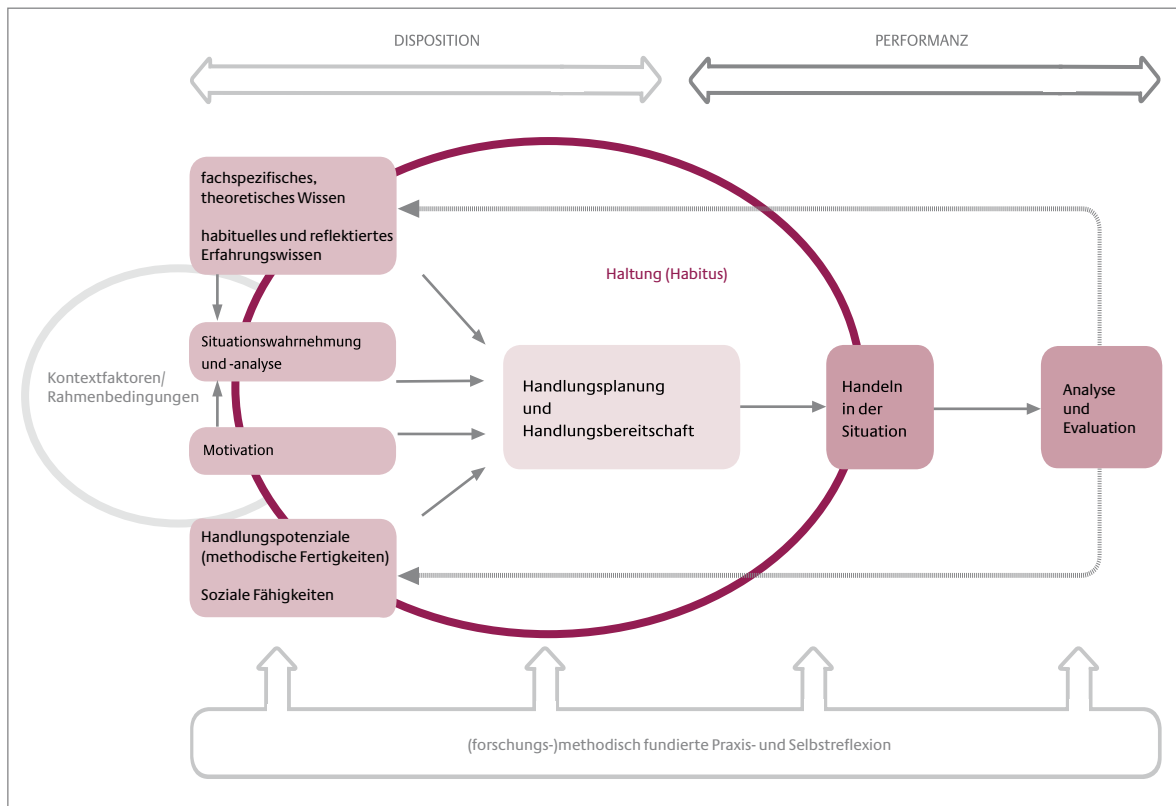 DISPOSITION
PERFORMANZ
fachspezifisches,
theoretisches Wissen
habituelles und reflektiertes
Erfahrungswissen
Haltung (Habitus)
Situationswahrnehmung
und -analyse
Kontextfaktoren/
Rahmenbedingungen
Motivation
Handlungsplanung
und
Handlungsbereitschaft
Handeln
in der
Situation
Analyse
und
Evaluation
Handlungspotenziale
(methodische Fertigkeiten)
Soziale Fähigkeiten
(forschungs-)methodisch fundierte Praxis- und Selbstreflexion